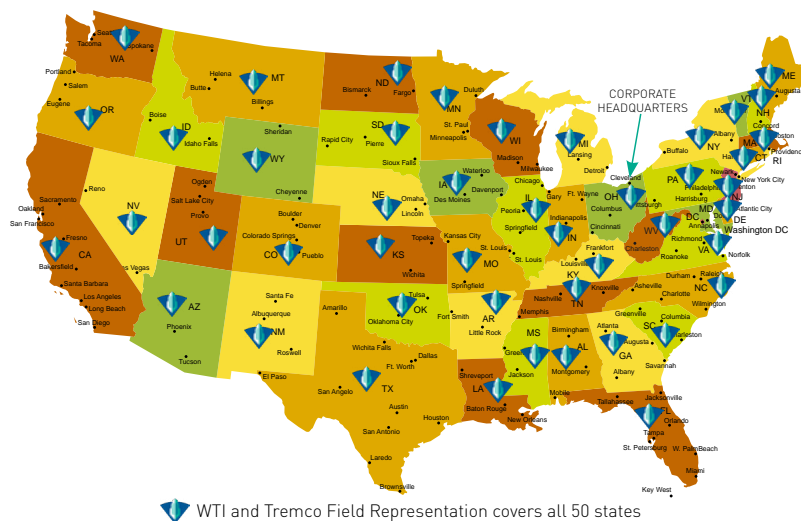 CORPORATE
HEADQUARTERS
Seat
Tacoma
Spokane
WA
Portland
Salem
Eugene
OR
Boise
ID
Idaho Falls
Helena
Butte
MT
Billings
Sheridan
WY
Cheyenne
ND
Bismarck
Fargo
SD
Rapid City
Pierre
Sioux Falls
MN
Duluth
St. Paul
Minneapolis
WI
Madison
Milwaukee
MI
Lansing
Detroit
ME
Augusta
VT
NH
Concord
Boston
MA
Providence
RI
CT
Albany
NY
Buffalo
Newark
New York City
NJ
Atlantic City
PA
Philadelphia
Harrisburg
Pittsburgh
Cleveland
OH
Columbus
Cincinnati
MD
DE
DC
Annapolis
Washington DC
WV
Charleston
VA
Richmond
Roanoke
Norfolk
Reno
NV
Las Vegas
Sacramento
Oakland
San Francisco
Fresno
CA
Bakersfield
Santa Barbara
Los Angeles
Long Beach
San Diego
Ogden
Salt Lake City
Provo
UT
Boulder
Denver
Colorado Springs
CO
Pueblo
NE
Omaha
Lincoln
IA
Waterloo
Des Moines
Davenport
Chicago
IL
Peoria
Springfield
St. Louis
Gary
Ft. Wayne
Indianapolis
IN
Topeka
KS
Wichita
Kansas City
St. Louis
MO
Springfield
Frankfort
Louisville
KY
AZ
Phoenix
Tucson
Santa Fe
Albuquerque
NM
Roswell
El Paso
Amarillo
Tulsa
OK
Oklahoma City
Wichita Falls
Ft. Worth
Dallas
TX
San Angelo
Austin
San Antonio
Houston
Laredo
Brownsville
Fort Smith
AR
Little Rock
Nashville
Knoxville
TN
Memphis
Asheville
Durham
Raleigh
NC
Charlotte
Wilmington
Greenville
Columbia
SC
Charleston
MS
Jackson
Birmingham
AL
Montgomery
Mobile
Atlanta
Augusta
GA
Savannah
Albany
Shreveport
LA
Baton Rouge
New Orleans
Tallahassee
Jacksonville
FL
Orlando
Tampa
St. Petersburg
W. PalmBeach
Miami
Key West
WTI and Tremco Field Representation covers all 50 states